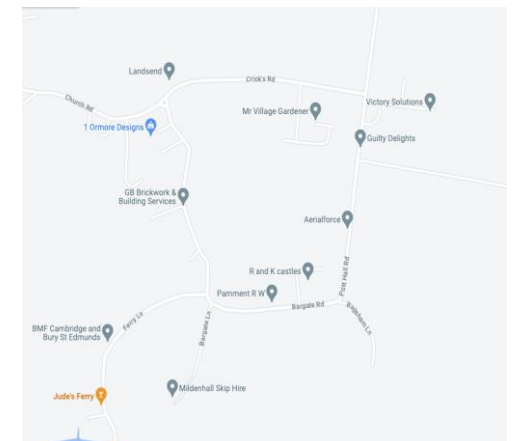 Landsend
Crick's Rd
Church Rd
Mr Village Gardener
Victory Solutions
1 Ormore Designs
Guilty Delights
GB Brickwork &
Building Services
Aerialforce
Pott Hall Rd
R and K castles
Pamment R W
Bargate Rd
Bagsham Ln
Ferry Ln
Bargate Ln
BMF Cambridge and
Bury St Edmunds
Mildenhall Skip Hire
Jude's Ferry